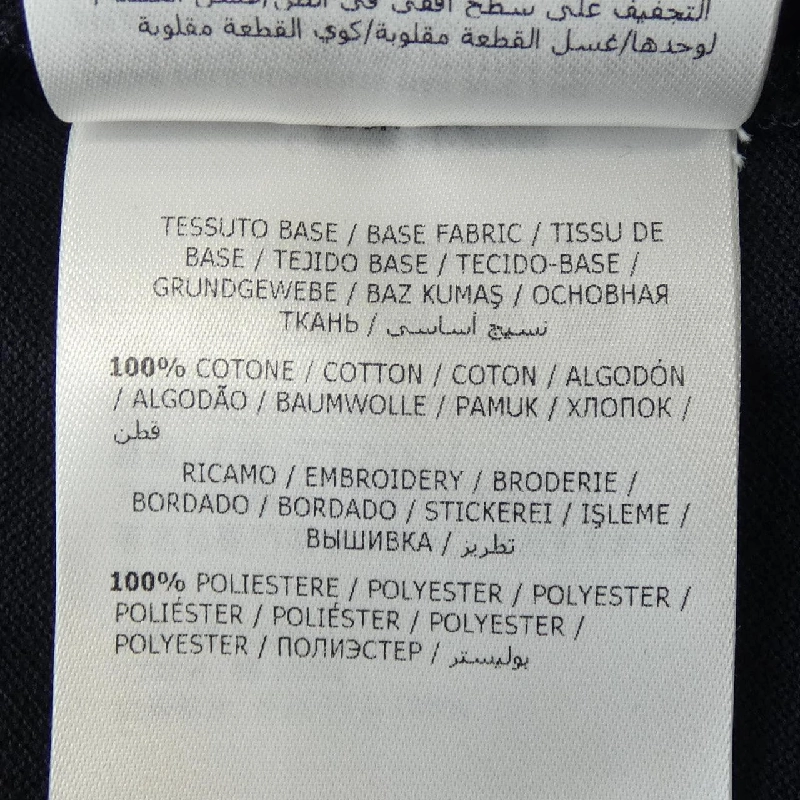 التجفيف على سطح أفقي في
لوحدها/غسل القطعة مقلوبة/كوي القطعة مقلوبة
TESSUTO BASE / BASE FABRIC / TISSU DE
BASE / TEJIDO BASE / TECIDO-BASE /
GRUNDGEWEBE / BAZ KUMAŞ / ОСНОВНАЯ
ТКАНЬ / نسيج أساسي
100% COTONE / COTTON / COTON / ALGODÓN
/ ALGODÃO / BAUMWOLLE / PAMUK / ХЛОПОК /
قطن
RICAMO / EMBROIDERY / BRODERIE /
BORDADO / BORDADO / STICKEREI / IŞLEME /
ВЫШИВКА / تطريز
100% POLIESTERE / POLYESTER / POLYESTER /
POLIÉSTER / POLIÉSTER / POLYESTER /
POLYESTER / ПОЛИЭСТЕР / بوليستر